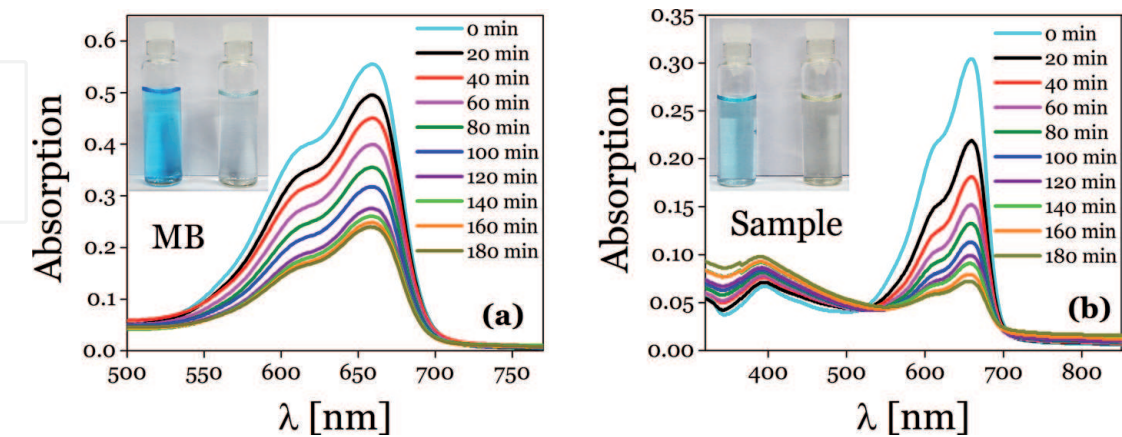 0.6
0.5
0.4
0.3
0.2
0.1
0.0
Absorption
500 550 600 650 700 750
λ [nm]
MB
(a)
0 min
20 min
40 min
60 min
80 min
100 min
120 min
140 min
160 min
180 min
0.35
0.30
0.25
0.20
0.15
0.10
0.05
0.00
Absorption
400 500 600 700 800
λ [nm]
Sample
(b)
0 min
20 min
40 min
60 min
80 min
100 min
120 min
140 min
160 min
180 min